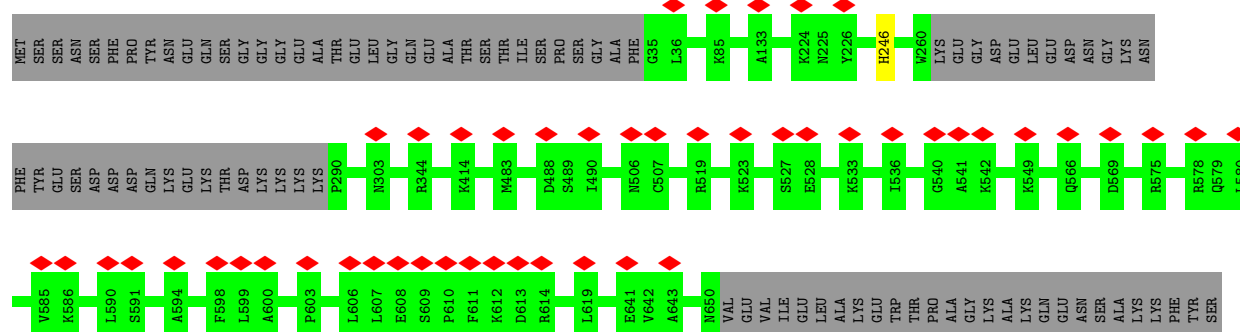 MET SER SER ASN SER PHE PRO TYR ASN GLU GLN SER GLY GLY GLY GLU ALA THR GLU LEU GLY GLN GLU ALA THR SER THR ILE SER PRO SER GLY ALA PHE G35 L36 K85 A133 K224 N225 Y226 H246 W260 LYS GLU GLY ASP GLU LEU GLU ASP ASN GLY LYS ASN
PHE TYR GLU SER ASP ASP ASP GLN LYS GLU LYS THR ASP LYS LYS LYS LYS P290 N303 R344 K414 M483 D488 S489 I490 N506 C507 R519 K523 S527 E528 K533 I536 G540 A541 K542 K549 Q566 D569 R575 R578 Q579 L580
V585 K586 L590 S591 A594 F598 L599 A600 P603 L606 L607 E608 S609 P610 F611 K612 D613 R614 L619 E641 V642 A643 N650 VAL GLU VAL ILE GLU LEU ALA LYS GLU TRP THR PRO ALA GLY LYS ALA LYS GLN GLU ASN SER ALA LYS LYS PHE TYR SER